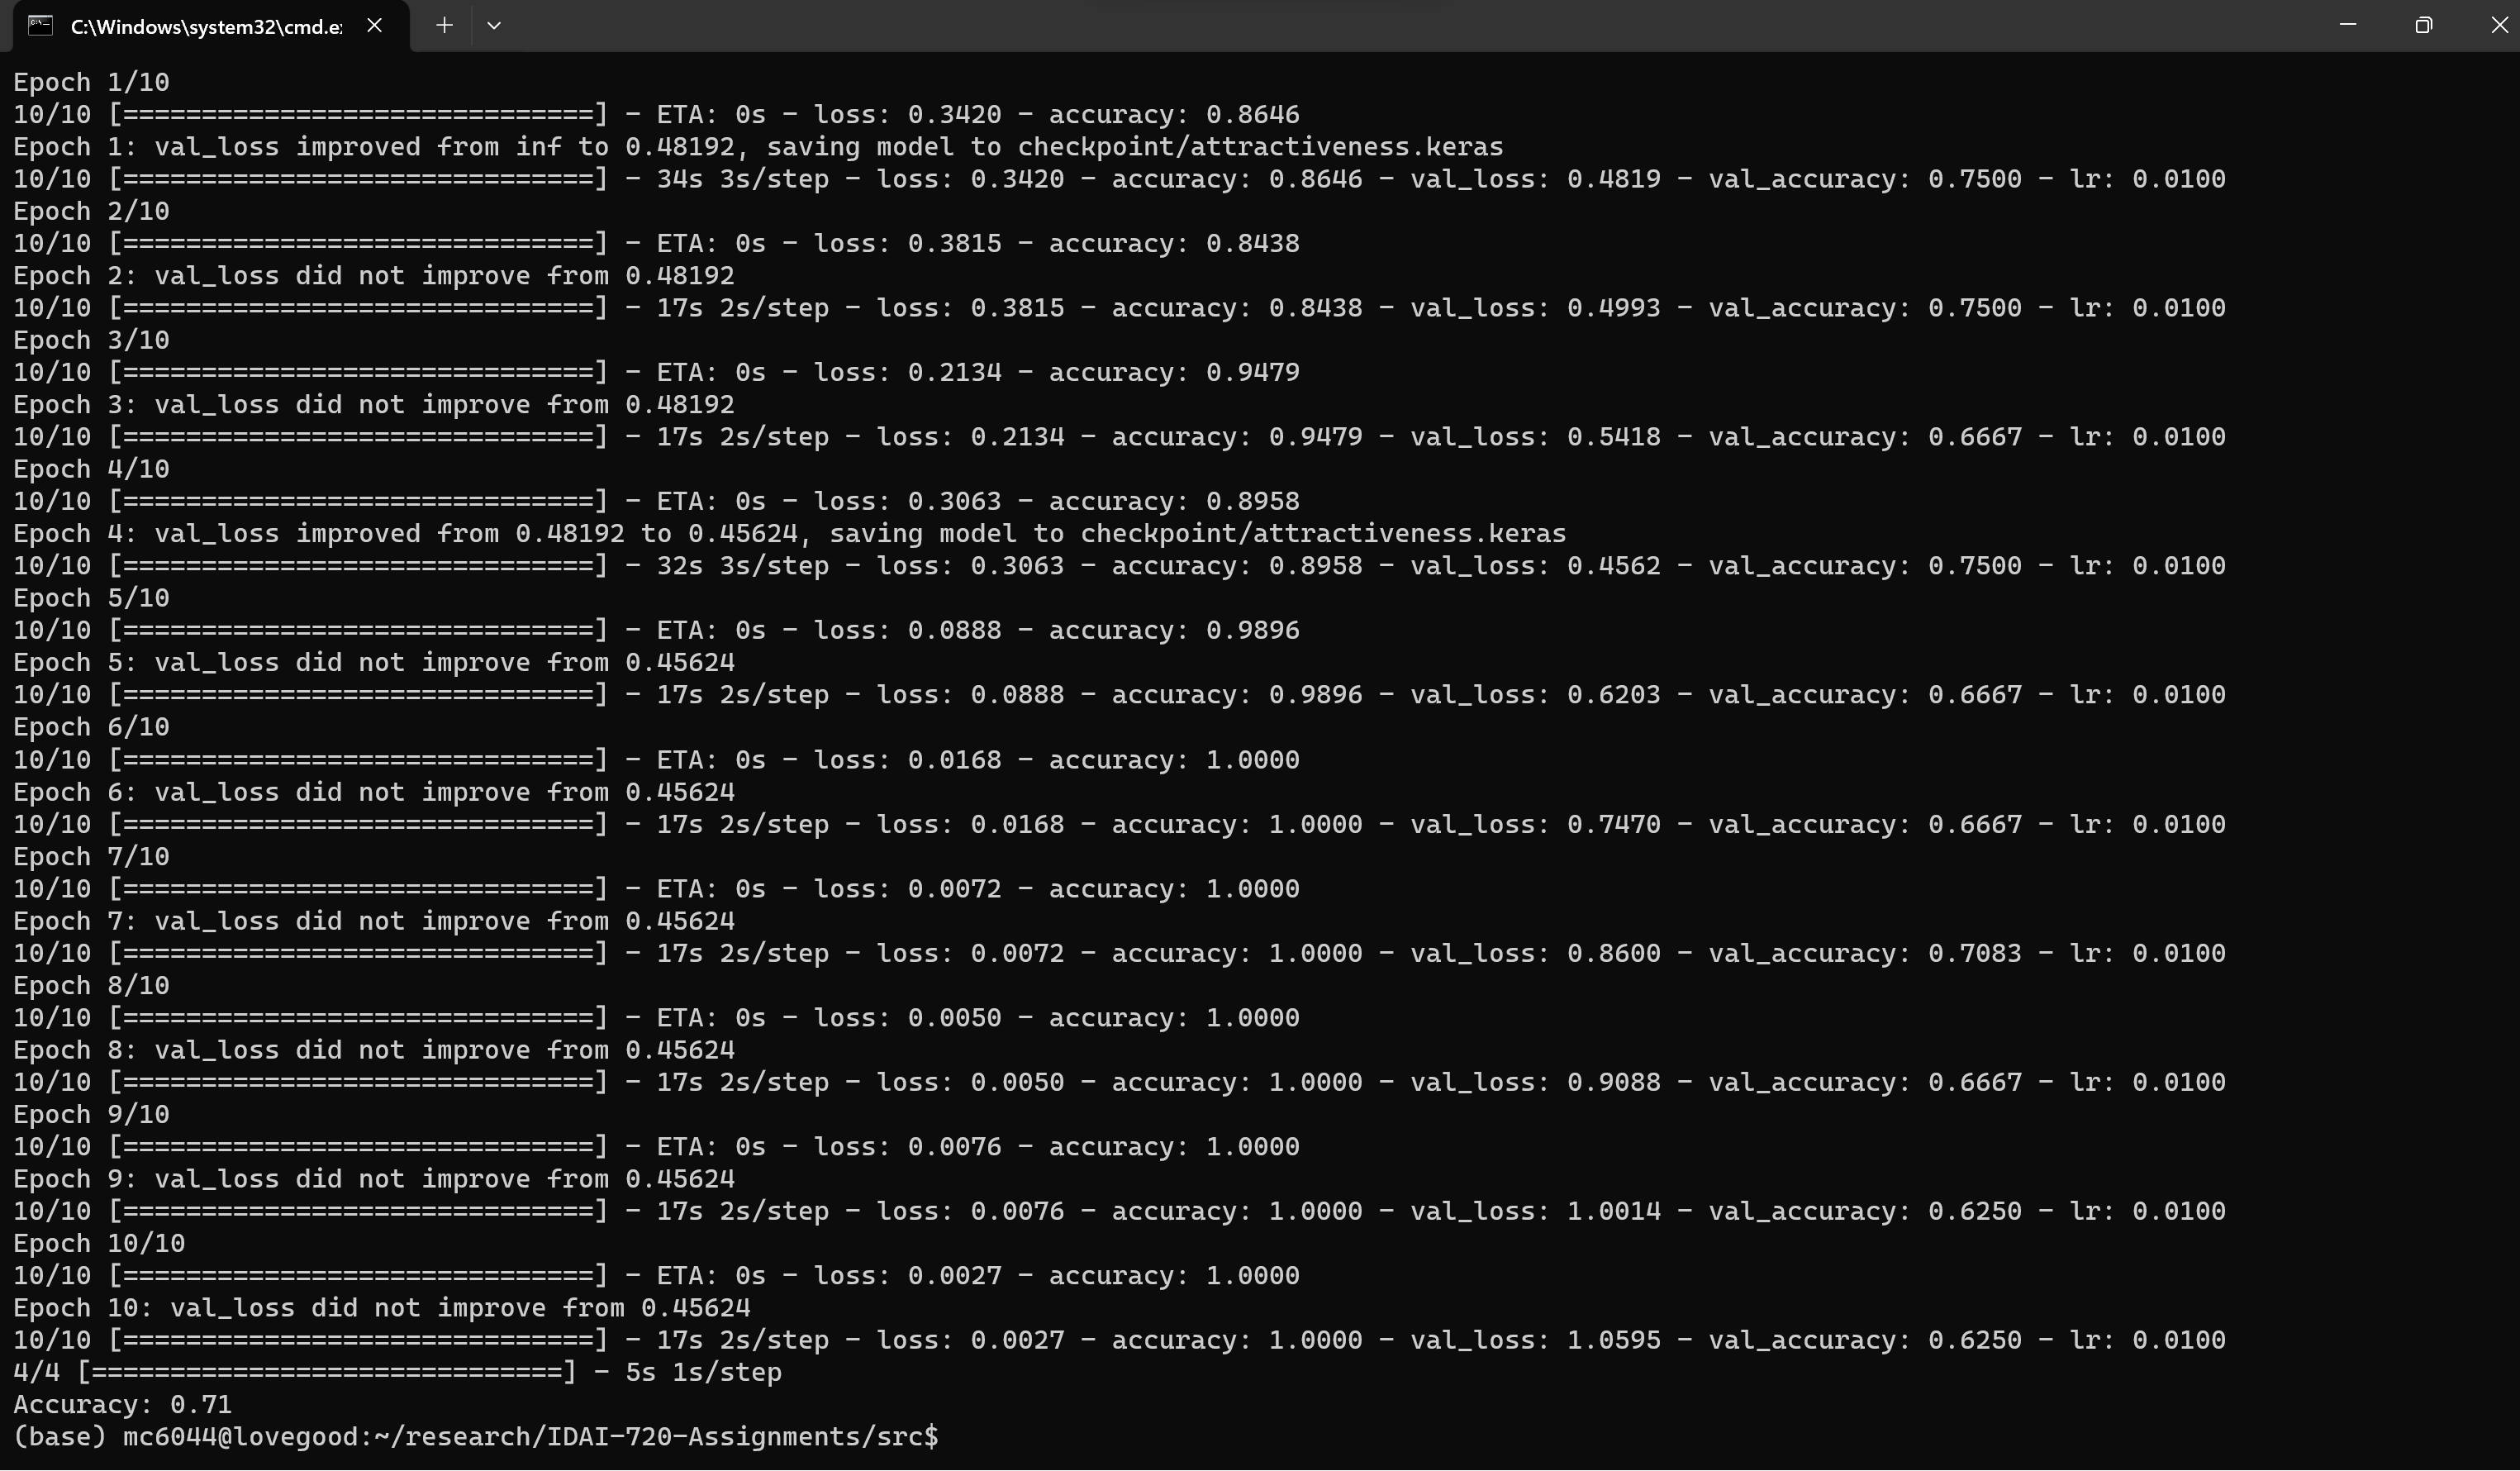 C:\Windows\system32\cmd.e
Epoch 1/10
10/10 [==============================] - ETA: 0s - loss: 0.3420 - accuracy: 0.8646
Epoch 1: val_loss improved from inf to 0.48192, saving model to checkpoint/attractiveness.keras
10/10 [==============================] - 34s 3s/step - loss: 0.3420 - accuracy: 0.8646 - val_loss: 0.4819 - val_accuracy: 0.7500 - lr: 0.0100
Epoch 2/10
10/10 [==============================] - ETA: 0s - loss: 0.3815 - accuracy: 0.8438
Epoch 2: val_loss did not improve from 0.48192
10/10 [==============================] - 17s 2s/step - loss: 0.3815 - accuracy: 0.8438 - val_loss: 0.4993 - val_accuracy: 0.7500 - lr: 0.0100
Epoch 3/10
10/10 [==============================] - ETA: 0s - loss: 0.2134 - accuracy: 0.9479
Epoch 3: val_loss did not improve from 0.48192
10/10 [==============================] - 17s 2s/step - loss: 0.2134 - accuracy: 0.9479 - val_loss: 0.5418 - val_accuracy: 0.6667 - lr: 0.0100
Epoch 4/10
10/10 [==============================] - ETA: 0s - loss: 0.3063 - accuracy: 0.8958
Epoch 4: val_loss improved from 0.48192 to 0.45624, saving model to checkpoint/attractiveness.keras
10/10 [==============================] - 32s 3s/step - loss: 0.3063 - accuracy: 0.8958 - val_loss: 0.4562 - val_accuracy: 0.7500 - lr: 0.0100
Epoch 5/10
10/10 [==============================] - ETA: 0s - loss: 0.0888 - accuracy: 0.9896
Epoch 5: val_loss did not improve from 0.45624
10/10 [==============================] - 17s 2s/step - loss: 0.0888 - accuracy: 0.9896 - val_loss: 0.6203 - val_accuracy: 0.6667 - lr: 0.0100
Epoch 6/10
10/10 [==============================] - ETA: 0s - loss: 0.0168 - accuracy: 1.0000
Epoch 6: val_loss did not improve from 0.45624
10/10 [==============================] - 17s 2s/step - loss: 0.0168 - accuracy: 1.0000 - val_loss: 0.7470 - val_accuracy: 0.6667 - lr: 0.0100
Epoch 7/10
10/10 [==============================] - ETA: 0s - loss: 0.0072 - accuracy: 1.0000
Epoch 7: val_loss did not improve from 0.45624
10/10 [==============================] - 17s 2s/step - loss: 0.0072 - accuracy: 1.0000 - val_loss: 0.8600 - val_accuracy: 0.7083 - lr: 0.0100
Epoch 8/10
10/10 [==============================] - ETA: 0s - loss: 0.0050 - accuracy: 1.0000
Epoch 8: val_loss did not improve from 0.45624
10/10 [==============================] - 17s 2s/step - loss: 0.0050 - accuracy: 1.0000 - val_loss: 0.9088 - val_accuracy: 0.6667 - lr: 0.0100
Epoch 9/10
10/10 [==============================] - ETA: 0s - loss: 0.0076 - accuracy: 1.0000
Epoch 9: val_loss did not improve from 0.45624
10/10 [==============================] - 17s 2s/step - loss: 0.0076 - accuracy: 1.0000 - val_loss: 1.0014 - val_accuracy: 0.6250 - lr: 0.0100
Epoch 10/10
10/10 [==============================] - ETA: 0s - loss: 0.0027 - accuracy: 1.0000
Epoch 10: val_loss did not improve from 0.45624
10/10 [==============================] - 17s 2s/step - loss: 0.0027 - accuracy: 1.0000 - val_loss: 1.0595 - val_accuracy: 0.6250 - lr: 0.0100
4/4 [==============================] - 5s 1s/step
Accuracy: 0.71
(base) mc6044@lovegood:~/research/IDAI-720-Assignments/src$